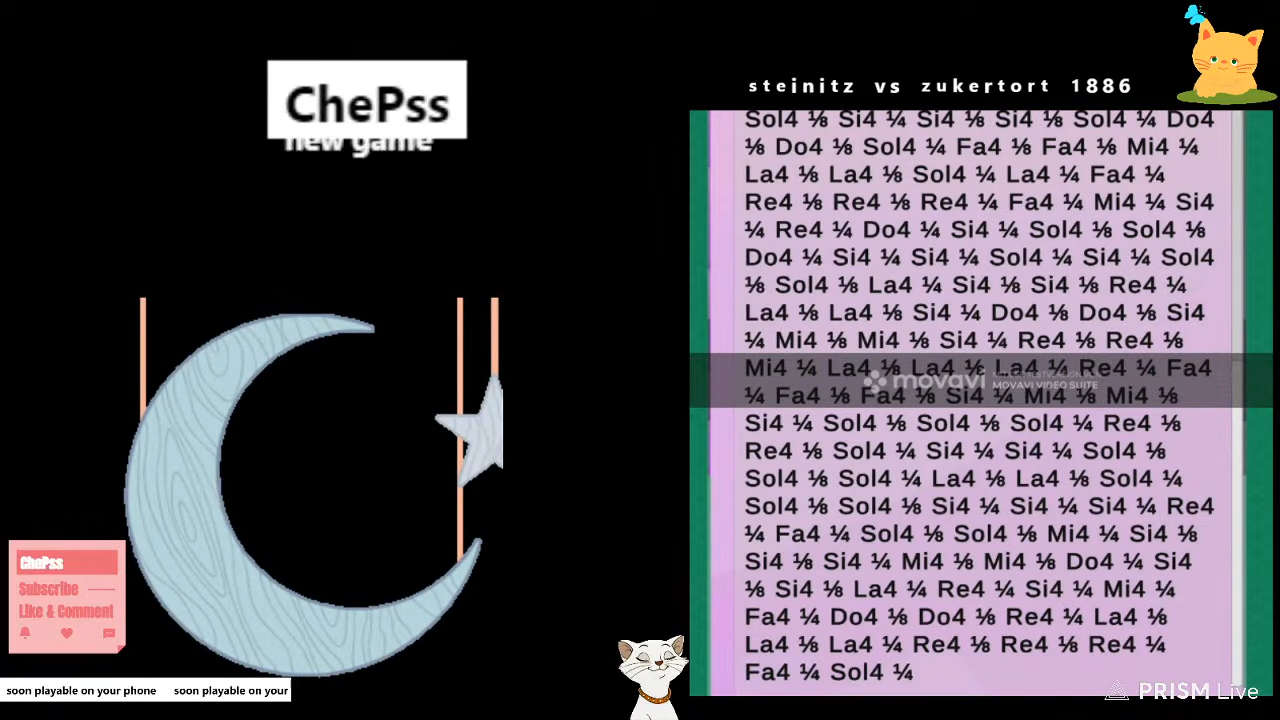 ChePss
new game
steinitz vs zukertort 1886
Sol4 ⅛ Si4 ¼ Si4 ⅛ Si4 ⅛ Sol4 ¼ Do4
⅛ Do4 ⅛ Sol4 ¼ Fa4 ⅛ Fa4 ⅛ Mi4 ¼
La4 ⅛ La4 ⅛ Sol4 ¼ La4 ¼ Fa4 ¼
Re4 ⅛ Re4 ⅛ Re4 ¼ Fa4 ¼ Mi4 ¼ Si4
¼ Re4 ¼ Do4 ¼ Si4 ¼ Sol4 ⅛ Sol4 ⅛
Do4 ¼ Si4 ¼ Si4 ¼ Sol4 ¼ Si4 ¼ Sol4
⅛ Sol4 ⅛ La4 ¼ Si4 ⅛ Si4 ⅛ Re4 ¼
La4 ⅛ La4 ⅛ Si4 ¼ Do4 ⅛ Do4 ⅛ Si4
¼ Mi4 ⅛ Mi4 ⅛ Si4 ¼ Re4 ⅛ Re4 ⅛
Mi4 ¼ La4 ⅛ La4 ⅛ La4 ¼ Re4 ¼ Fa4
¼ Fa4 ⅛ Fa4 ⅛ Si4 ¼ Mi4 ⅛ Mi4 ⅛
Si4 ¼ Sol4 ⅛ Sol4 ⅛ Sol4 ¼ Re4 ⅛
Re4 ⅛ Sol4 ¼ Si4 ¼ Si4 ¼ Sol4 ⅛
Sol4 ⅛ Sol4 ¼ La4 ⅛ La4 ⅛ Sol4 ¼
Sol4 ⅛ Sol4 ⅛ Si4 ¼ Si4 ¼ Si4 ¼ Re4
¼ Fa4 ¼ Sol4 ⅛ Sol4 ⅛ Mi4 ¼ Si4 ⅛
Si4 ⅛ Si4 ¼ Mi4 ⅛ Mi4 ⅛ Do4 ¼ Si4
⅛ Si4 ⅛ La4 ¼ Re4 ¼ Si4 ¼ Mi4 ¼
Fa4 ¼ Do4 ⅛ Do4 ⅛ Re4 ¼ La4 ⅛
La4 ⅛ La4 ¼ Re4 ⅛ Re4 ⅛ Re4 ¼
Fa4 ¼ Sol4 ¼
movavi
MOVAVI VIDEO SUITE
ChePss
Subscribe
Like & Comment
soon playable on your phone soon playable on your
PRISM Live